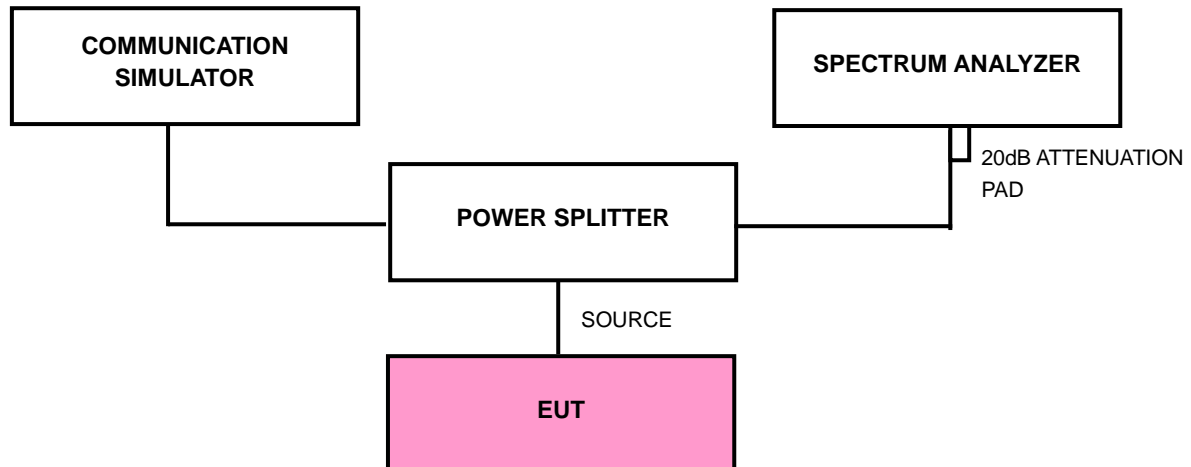 COMMUNICATION
SIMULATOR
SPECTRUM ANALYZER
20dB ATTENUATION
PAD
POWER SPLITTER
SOURCE
EUT